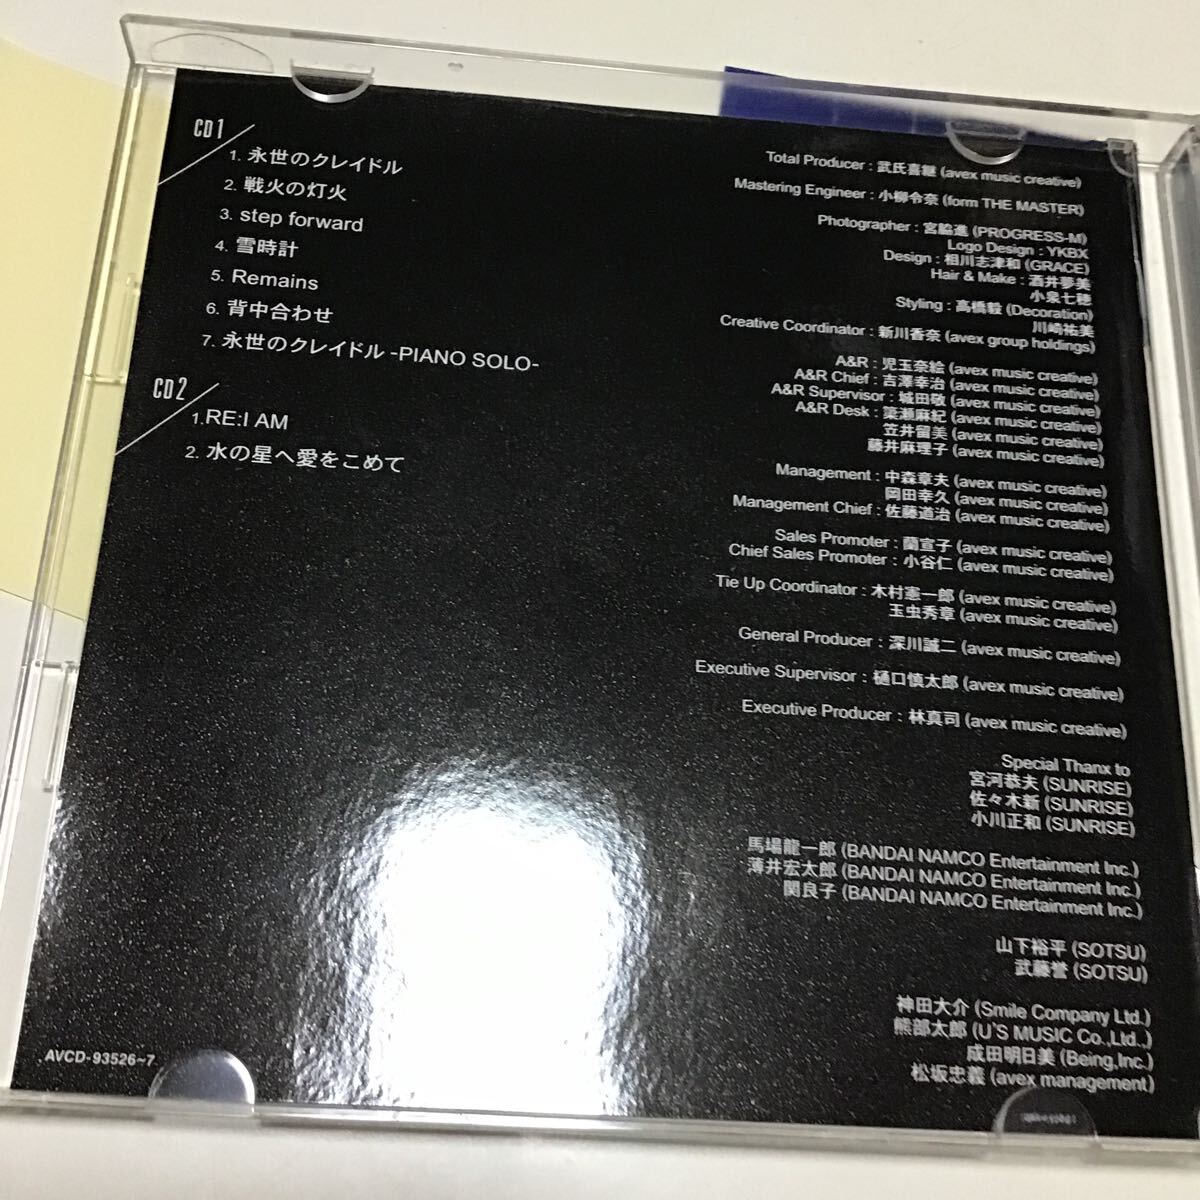 CD1
1. 永世のクレイドル
2. 戦火の灯火
3. step forward
4. 雪時計
5. Remains
6. 背中合わせ
7. 永世のクレイドル -PIANO SOLO-
CD2
1.RE:I AM
2. 水の星へ愛をこめて
AVCD-93526~7
Total Producer : 武氏喜継 (avex music creative)
Mastering Engineer : 小柳令奈 (form THE MASTER)
Photographer : 宮脇進 (PROGRESS-M)
Logo Design : YKBX
Design : 相川志津和 (GRACE)
Hair & Make : 酒井夢美
小泉七穂
Styling : 高橋毅 (Decoration)
川崎祐美
Creative Coordinator : 新川香奈 (avex group holdings)
A&R : 児玉奈絵 (avex music creative)
A&R Chief : 吉澤幸治 (avex music creative)
A&R Supervisor : 城田敬 (avex music creative)
A&R Desk : 簗瀬麻紀 (avex music creative)
笠井留美 (avex music creative)
藤井麻理子 (avex music creative)
Management : 中森章夫 (avex music creative)
岡田幸久 (avex music creative)
Management Chief : 佐藤道治 (avex music creative)
Sales Promoter : 蘭宣子 (avex music creative)
Chief Sales Promoter : 小谷仁 (avex music creative)
Tie Up Coordinator : 木村憲一郎 (avex music creative)
玉虫秀章 (avex music creative)
General Producer : 深川誠二 (avex music creative)
Executive Supervisor : 樋口慎太郎 (avex music creative)
Executive Producer : 林真司 (avex music creative)
Special Thanx to
宮河恭夫 (SUNRISE)
佐々木新 (SUNRISE)
小川正和 (SUNRISE)
馬場龍一郎 (BANDAI NAMCO Entertainment Inc.)
薄井宏太郎 (BANDAI NAMCO Entertainment Inc.)
関良子 (BANDAI NAMCO Entertainment Inc.)
山下裕平 (SOTSU)
武藤誉 (SOTSU)
神田大介 (Smile Company Ltd.)
熊部太郎 (U'S MUSIC Co.,Ltd.,)
成田明日美 (Being,Inc.)
松坂忠義 (avex management)